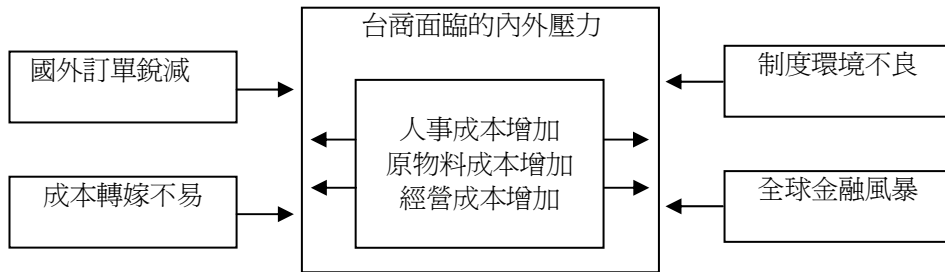 台商面臨的內外壓力
國外訂單銳減
制度環境不良
人事成本增加
原物料成本增加
經營成本增加
成本轉嫁不易
全球金融風暴